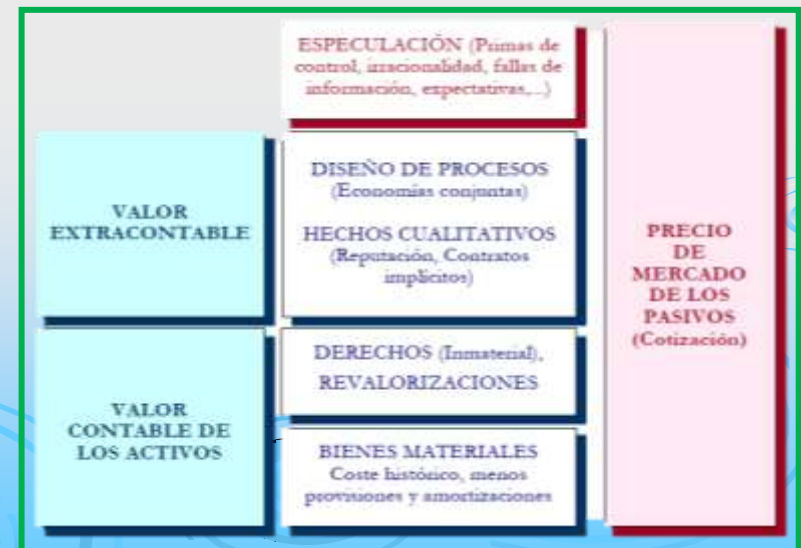 ESPECULACIÓN (Primas de
control, irracionalidad, fallas de
información, expectativas,..)
VALOR
EXTRACONTABLE
DISEÑO DE PROCESOS
(Economías conjuntas)
HECHOS CUALITATIVOS
(Reputación, Contratos
implícitos)
VALOR
CONTABLE DE
LOS ACTIVOS
DERECHOS (Inmaterial),
REVALORIZACIONES
BIENES MATERIALES
Coste histórico, menos
provisiones y amortizaciones
PRECIO
DE
MERCADO
DE LOS
PASIVOS
(Cotización)